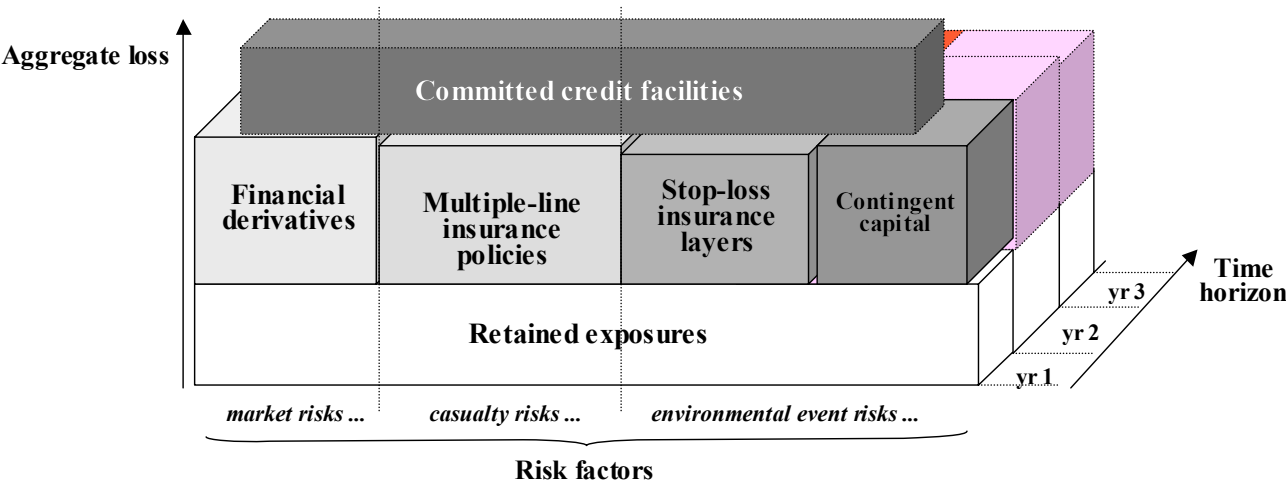 Aggregate loss
Committed credit facilities
Financial
derivatives
Multiple-line
insurance
policies
Stop-loss
insurance
layers
Contingent
capital
Retained exposures
Time
horizon
yr 3
yr 2
yr 1
market risks ...
casualty risks ...
environmental event risks ...
Risk factors